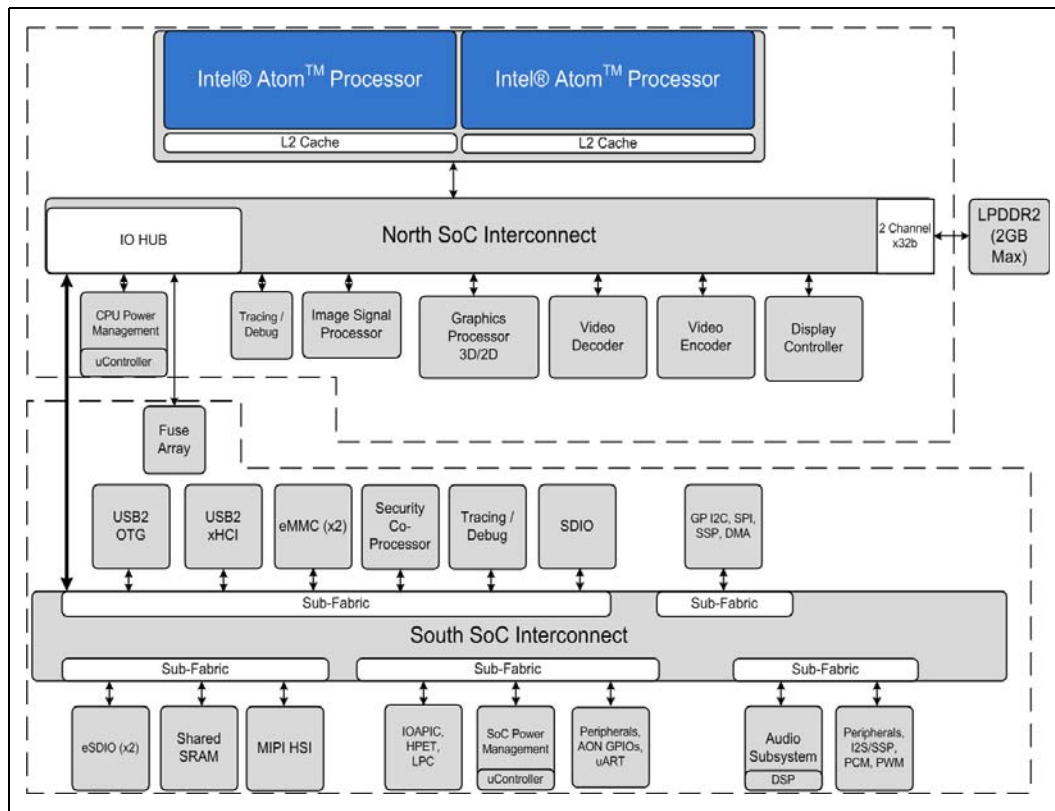 Intel® Atom™ Processor
Intel® Atom™ Processor
L2 Cache
L2 Cache
IO HUB
North SoC Interconnect
2 Channel
x32b
LPDDR2
(2GB
Max)
CPU Power
Management
uController
Tracing /
Debug
Image Signal
Processor
Graphics
Processor
3D/2D
Video
Decoder
Video
Encoder
Display
Controller
Fuse
Array
USB2
OTG
USB2
xHCI
eMMC (x2)
Security
Co-
Processor
Tracing /
Debug
SDIO
GP I2C, SPI,
SSP, DMA
Sub-Fabric
Sub-Fabric
South SoC Interconnect
Sub-Fabric
Sub-Fabric
Sub-Fabric
eSDIO (x2)
Shared
SRAM
MIPI HSI
IOAPIC,
HPET,
LPC
SoC Power
Management
uController
Peripherals,
AON GPIOs,
uART
Audio
Subsystem
DSP
Peripherals,
I2S/SSP,
PCM, PWM